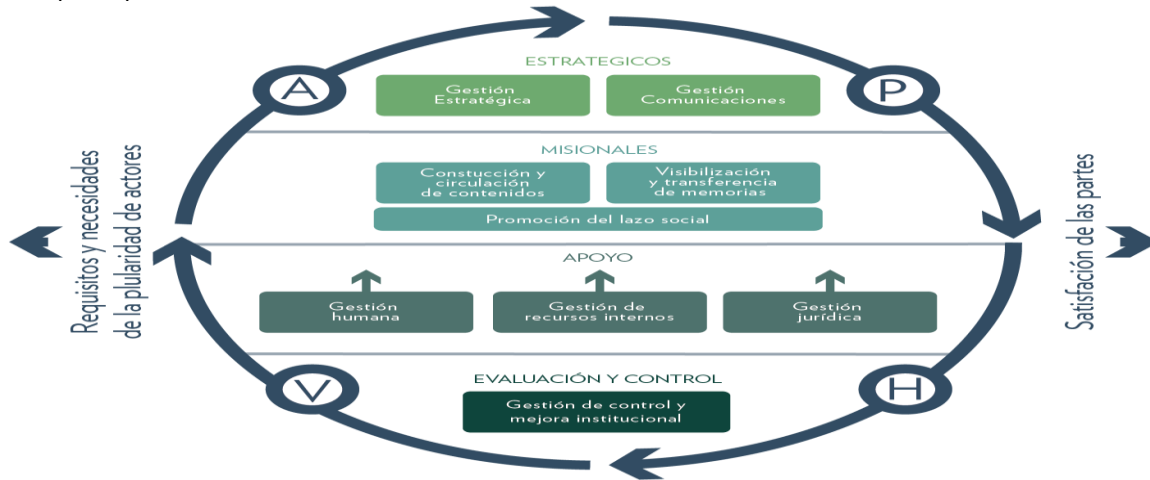 ESTRATEGICOS
A
Gestión
Estratégica
Gestión
Comunicaciones
P
MISIONALES
Constucción y
circulación
de contenidos
Visibilización
y transferencia
de memorias
Promoción del lazo social
Requisitos y necesidades
de la plularidad de actores
Satisfacción de las partes
APOYO
Gestión
humana
Gestión de
recursos internos
Gestión
jurídica
V
EVALUACIÓN Y CONTROL
Gestión de control y
mejora institucional
H